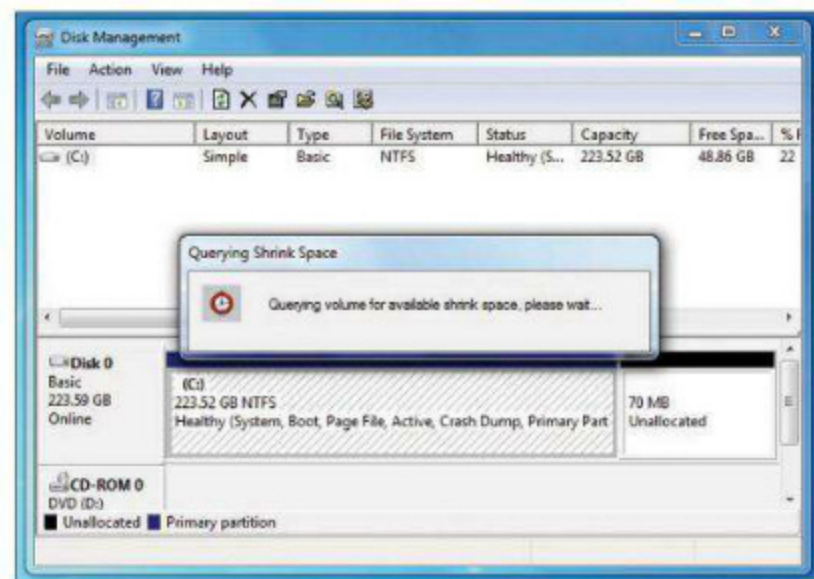 Disk Management
File Action View Help
Volume Layout Type File System Status Capacity Free Spa... % F
(C:) Simple Basic NTFS Healthy (S... 223.52 GB 48.86 GB 22
Querying Shrink Space
Querying volume for available shrink space, please wait...
Disk 0
Basic
223.59 GB
Online
(C:)
223.52 GB NTFS
Healthy (System, Boot, Page File, Active, Crash Dump, Primary Part
70 MB
Unallocated
CD-ROM 0
DVD (D:)
Unallocated Primary partition